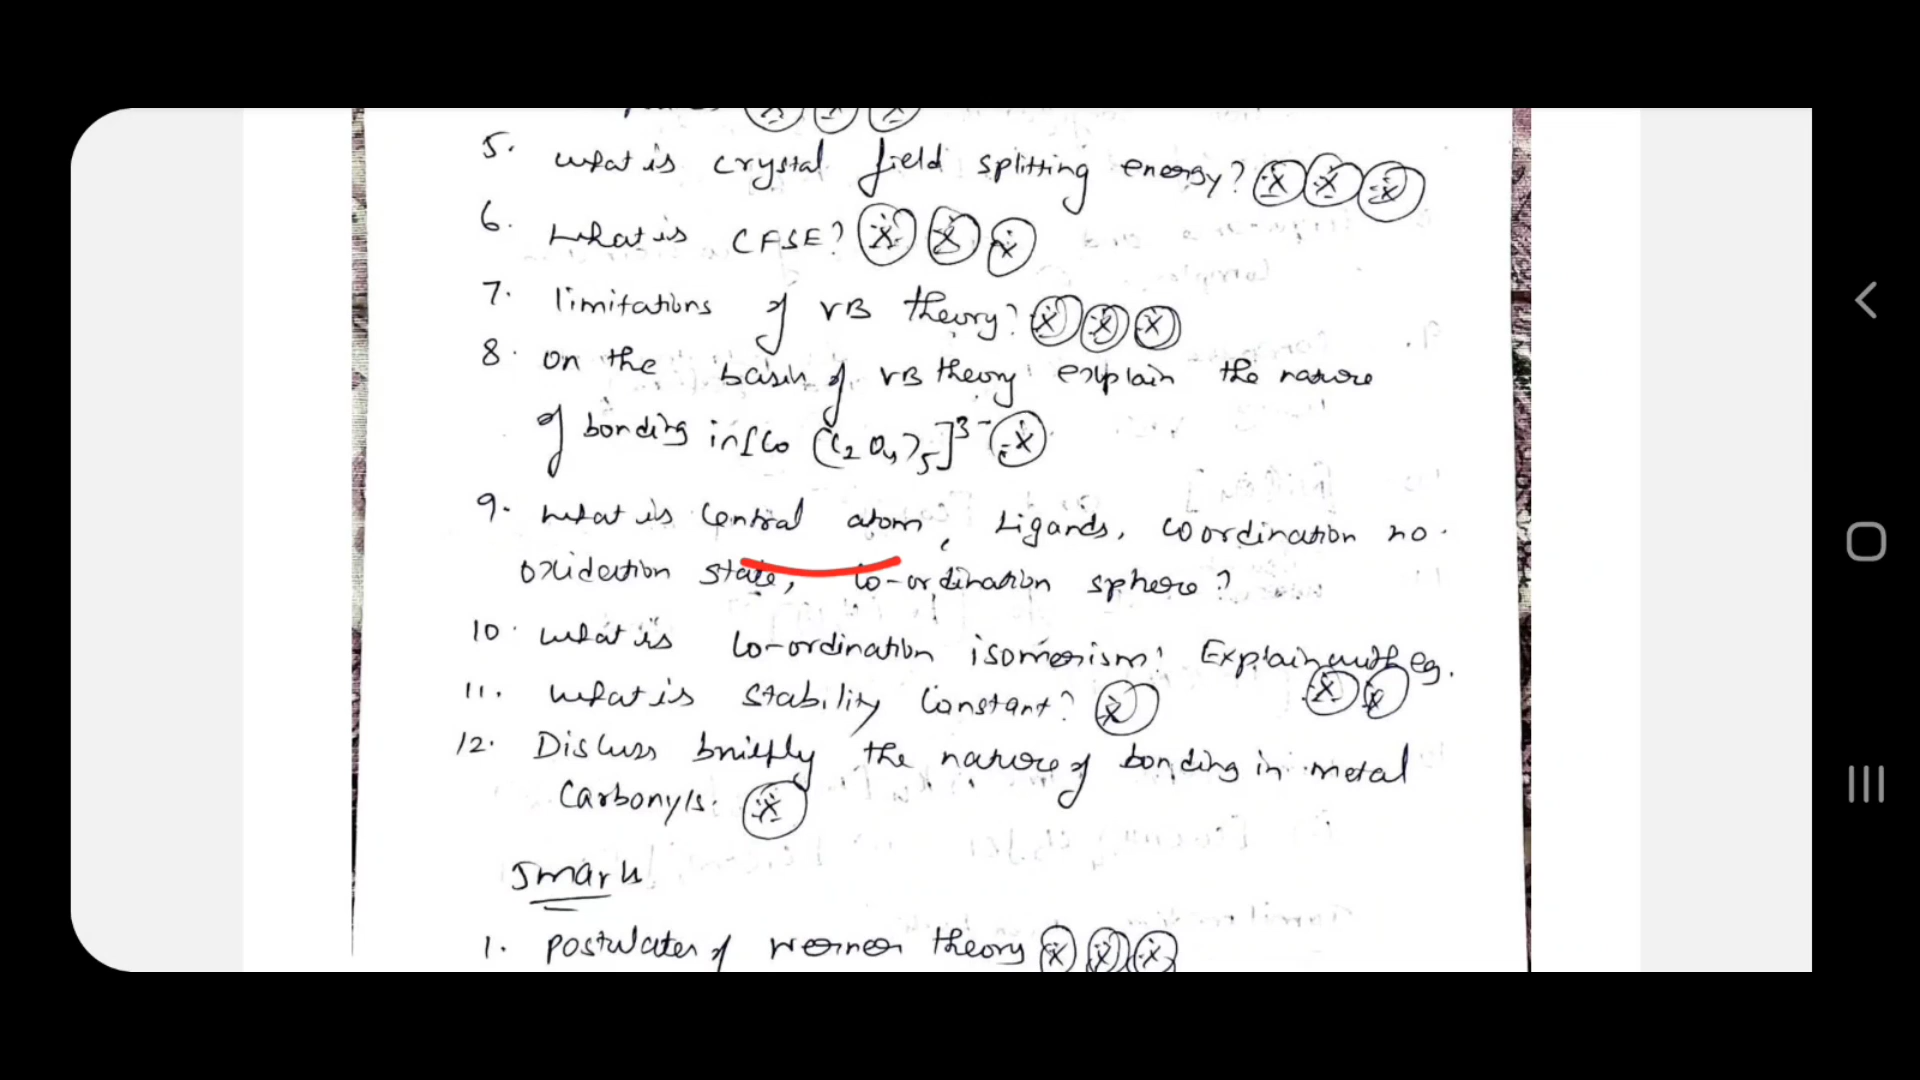 5. what is crystal field splitting energy?
6. what is CFSE?
7. limitations of VB theory?
8. on the basis of VB theory explain the nature
of bonding in [Co (C2O4)5]3-
9. what is central atom, Ligands, coordination no.
oxidation state, co-ordination sphere?
10. what is co-ordination isomerism? Explain with eg.
11. what is stability constant?
12. Discuss briefly the nature of bonding in metal
Carbonyls.
5marks
1. postulates of werner theory